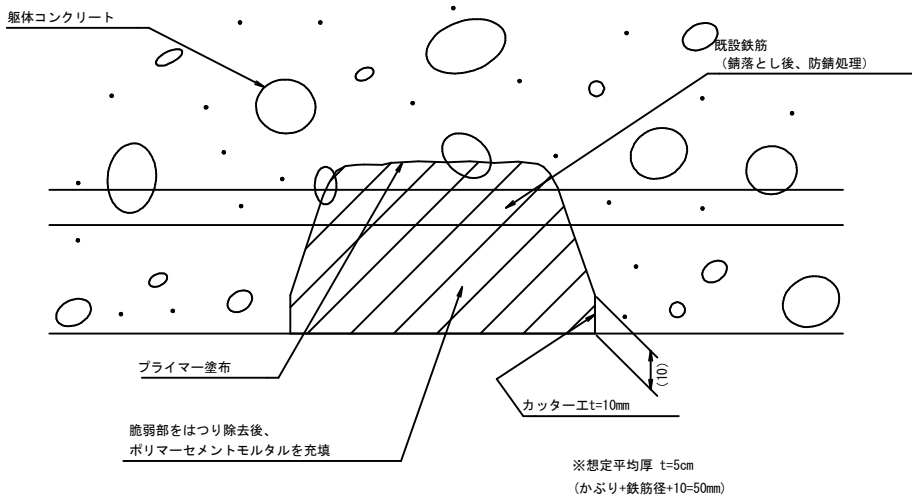 躯体コンクリート
既設鉄筋
（錆落とし後、防錆処理）
プライマー塗布
(10)
カッター工t=10mm
脆弱部をはつり除去後、
ポリマーセメントモルタルを充填
※想定平均厚 t=5cm
(かぶり+鉄筋径+10=50mm)